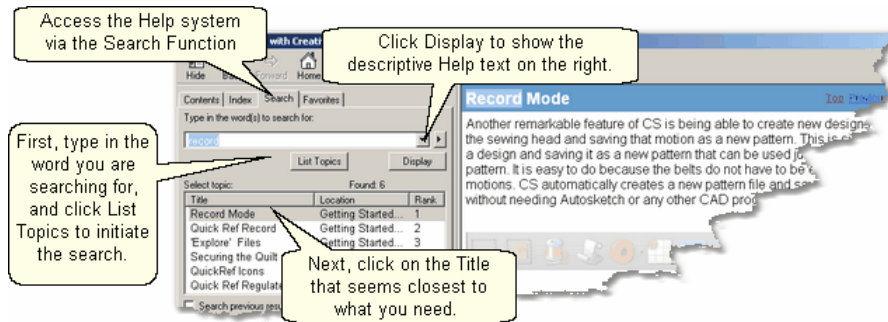 Access the Help system
via the Search Function
with Creati
Click Display to show the
descriptive Help text on the right.
Hide
Forward
Home
Contents Index Search Favorites
Type in the word(s) to search for:
record
List Topics Display
First, type in the
word you are
searching for,
and click List
Topics to initiate
the search.
Select topic: Found: 6
Title Location Rank
Record Mode Getting Started... 1
Quick Ref Record Getting Started... 2
'Explore' Files Getting Started... 3
Securing the Quilt
QuickRef Icons
Quick Ref Regulate
Search previous resu
Next, click on the Title
that seems closest to
what you need.
Record Mode
Top Previous
Another remarkable feature of CS is being able to create new designs
the sewing head and saving that motion as a new pattern. This is
a design and saving it as a new pattern that can be used
pattern. It is easy to do because the belts do not have to be
motions. CS automatically creates a new pattern file and
without needing Autosketch or any other CAD